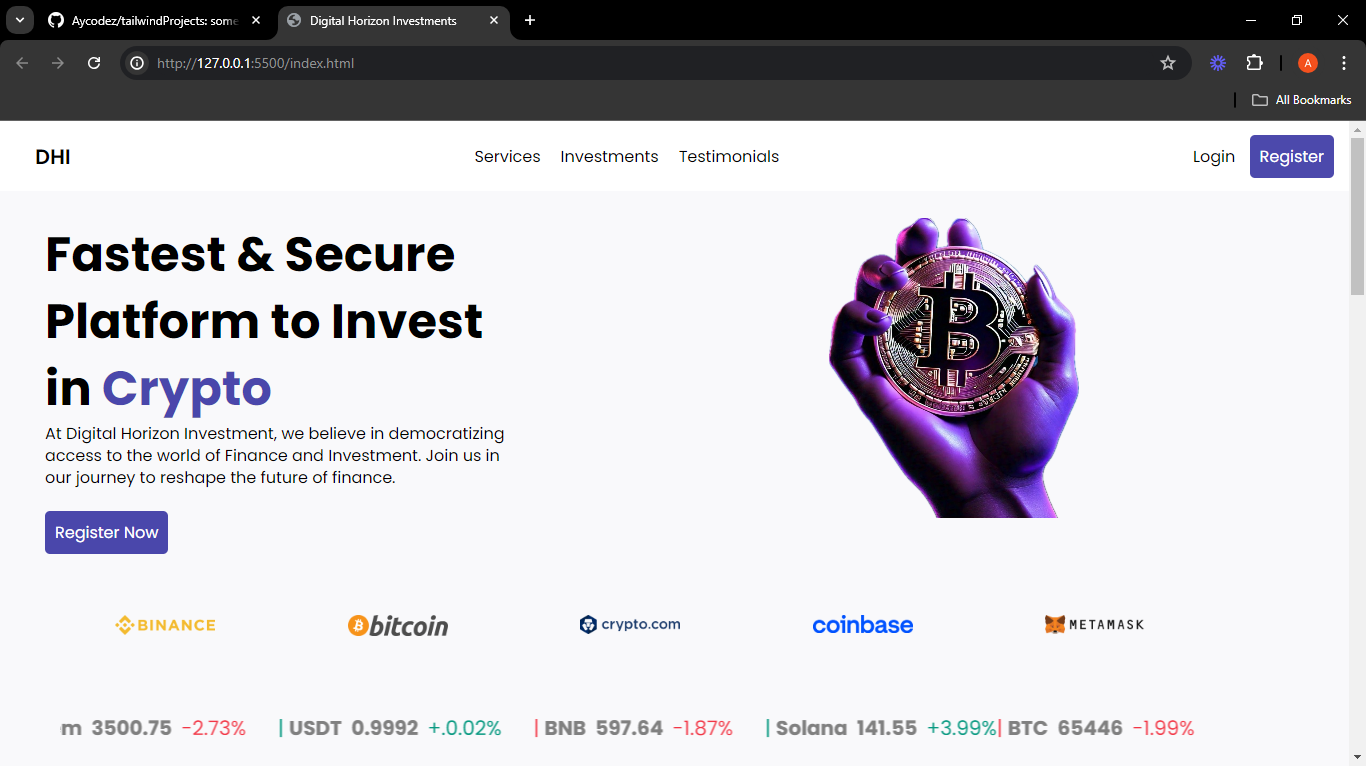 Aycodez/tailwindProjects: some
Digital Horizon Investments
http://127.0.0.1:5500/index.html
A
All Bookmarks
DHI
Services Investments Testimonials
Login Register
Fastest & Secure
Platform to Invest
in Crypto
At Digital Horizon Investment, we believe in democratizing
access to the world of Finance and Investment. Join us in
our journey to reshape the future of finance.
Register Now
BINANCE bitcoin crypto.com coinbase METAMASK
m 3500.75 -2.73% | USDT 0.9992 +.0.02% | BNB 597.64 -1.87% | Solana 141.55 +3.99%| BTC 65446 -1.99%